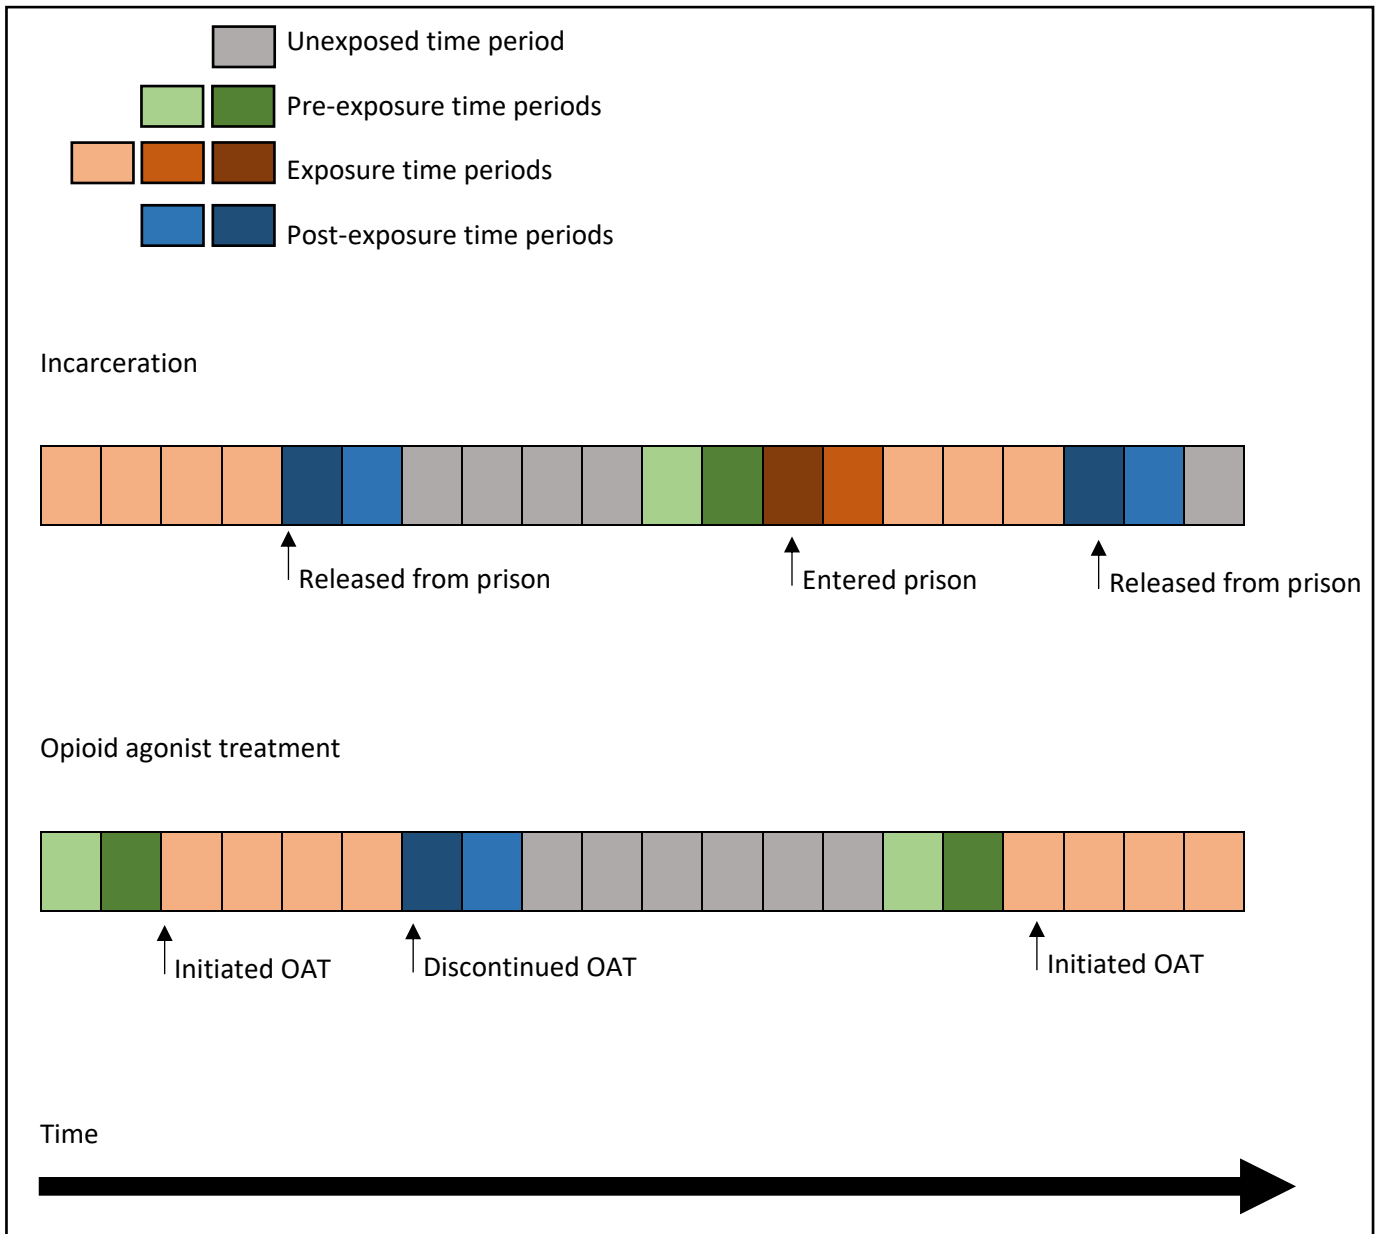 Unexposed time period
Pre-exposure time periods
Exposure time periods
Post-exposure time periods
Incarceration
Released from prison
Entered prison
Released from prison
Opioid agonist treatment
Initiated OAT
Discontinued OAT
Initiated OAT
Time